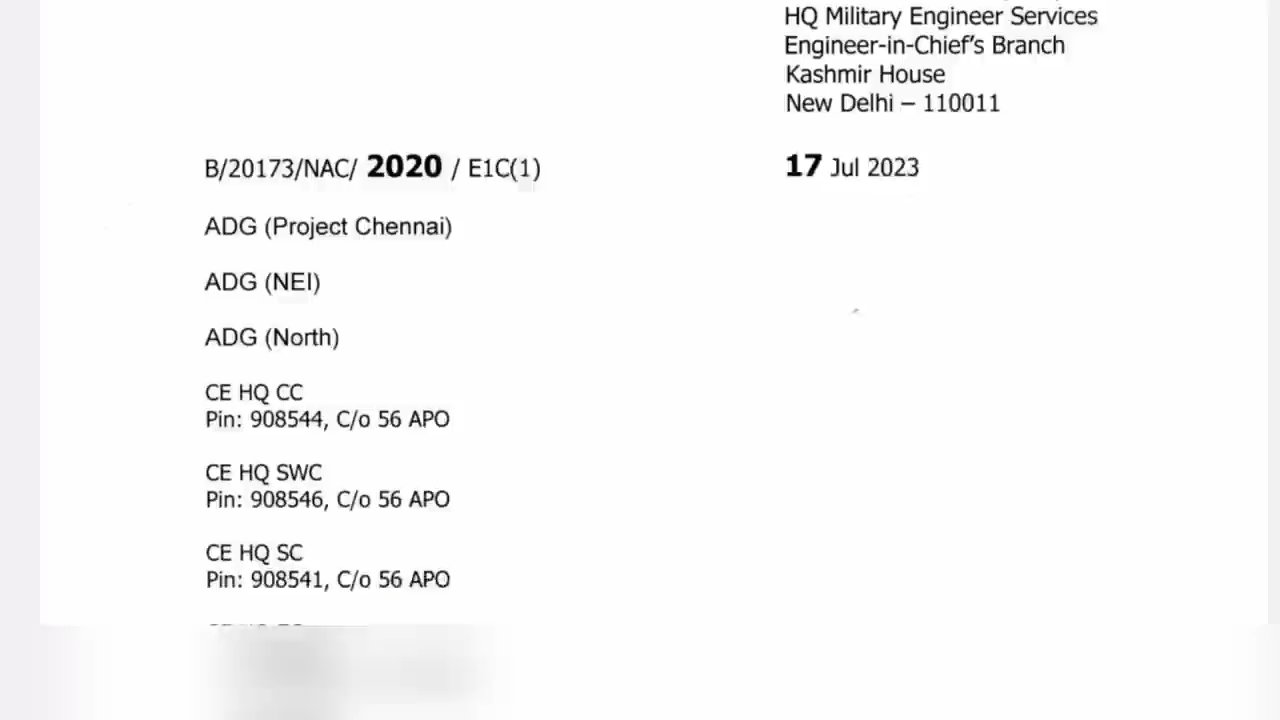 HQ Military Engineer Services
Engineer-in-Chief's Branch
Kashmir House
New Delhi – 110011
B/20173/NAC/ 2020 / E1C(1)
17 Jul 2023
ADG (Project Chennai)
ADG (NEI)
ADG (North)
CE HQ CC
Pin: 908544, C/o 56 APO
CE HQ SWC
Pin: 908546, C/o 56 APO
CE HQ SC
Pin: 908541, C/o 56 APO